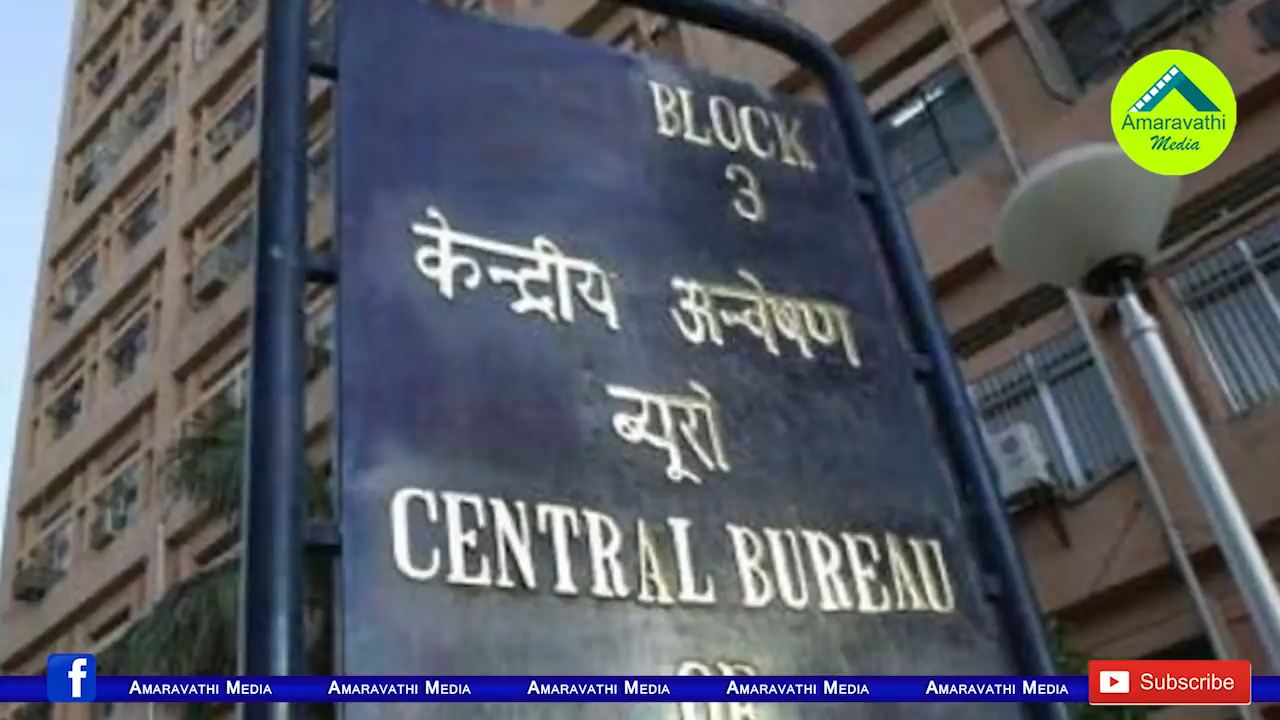 BLOCK
3
केन्द्रीय अन्वेषण
ब्यूरो
CENTRAL BUREAU
OF
Amaravathi
Media
f
Amaravathi Media Amaravathi Media Amaravathi Media Amaravathi Media Amaravathi Media
Subscribe